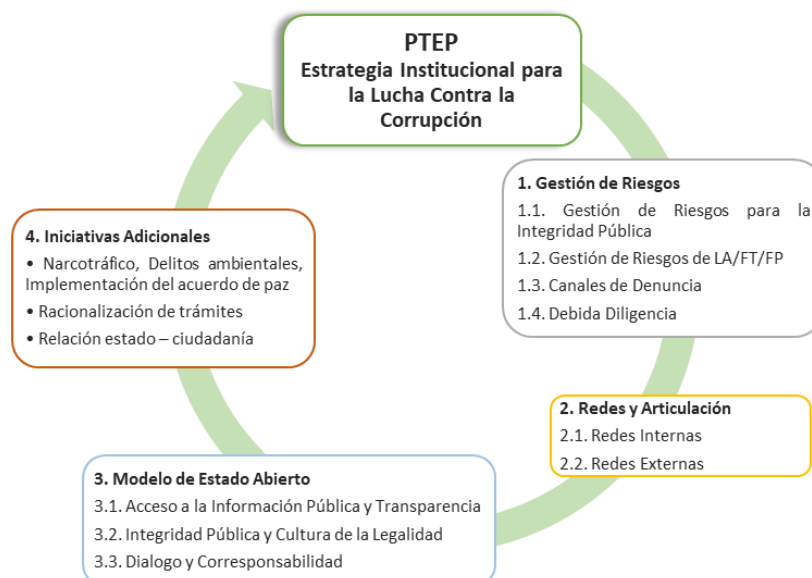 PTEP
Estrategia Institucional para
la Lucha Contra la
Corrupción
1. Gestión de Riesgos
1.1. Gestión de Riesgos para la
Integridad Pública
1.2. Gestión de Riesgos de LA/FT/FP
1.3. Canales de Denuncia
1.4. Debida Diligencia
2. Redes y Articulación
2.1. Redes Internas
2.2. Redes Externas
3. Modelo de Estado Abierto
3.1. Acceso a la Información Pública y Transparencia
3.2. Integridad Pública y Cultura de la Legalidad
3.3. Dialogo y Corresponsabilidad
4. Iniciativas Adicionales
• Narcotráfico, Delitos ambientales,
Implementación del acuerdo de paz
• Racionalización de trámites
• Relación estado – ciudadanía